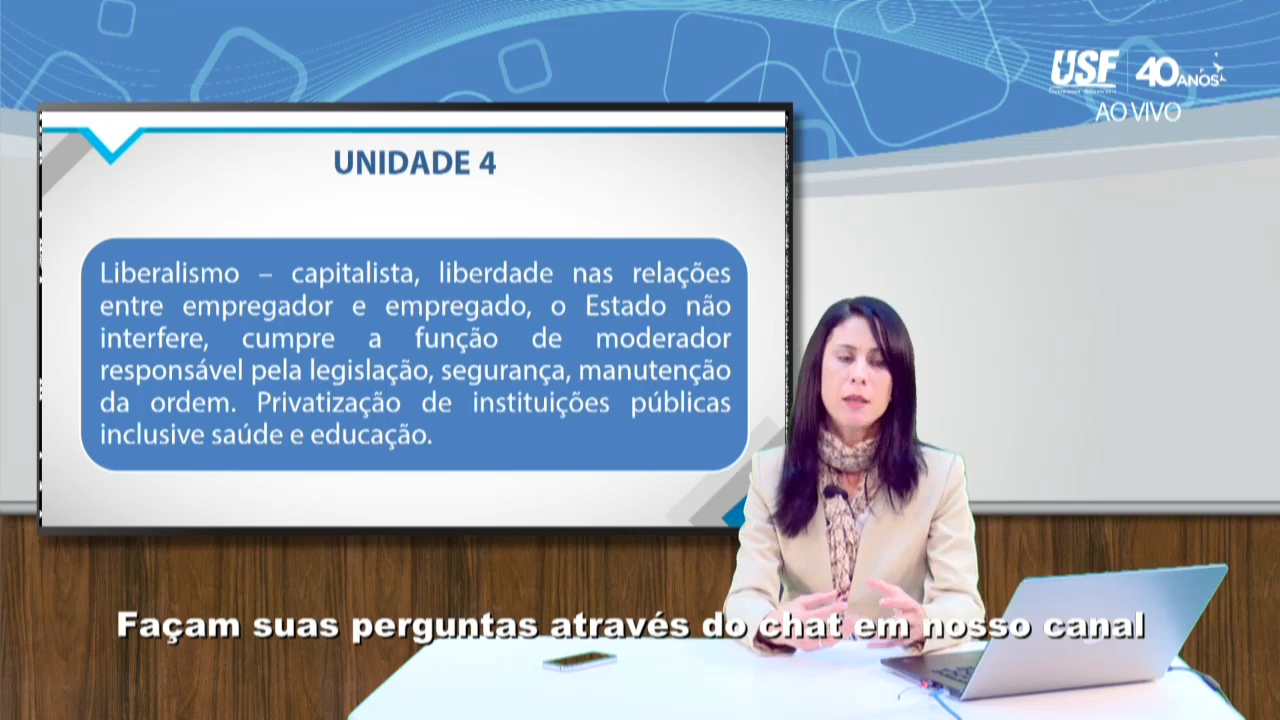 USF 40 ANOS
AO VIVO
UNIDADE 4
Liberalismo – capitalista, liberdade nas relações
entre empregador e empregado, o Estado não
interfere, cumpre a função de moderador
responsável pela legislação, segurança, manutenção
da ordem. Privatização de instituições públicas
inclusive saúde e educação.
Façam suas perguntas através do chat em nosso canal